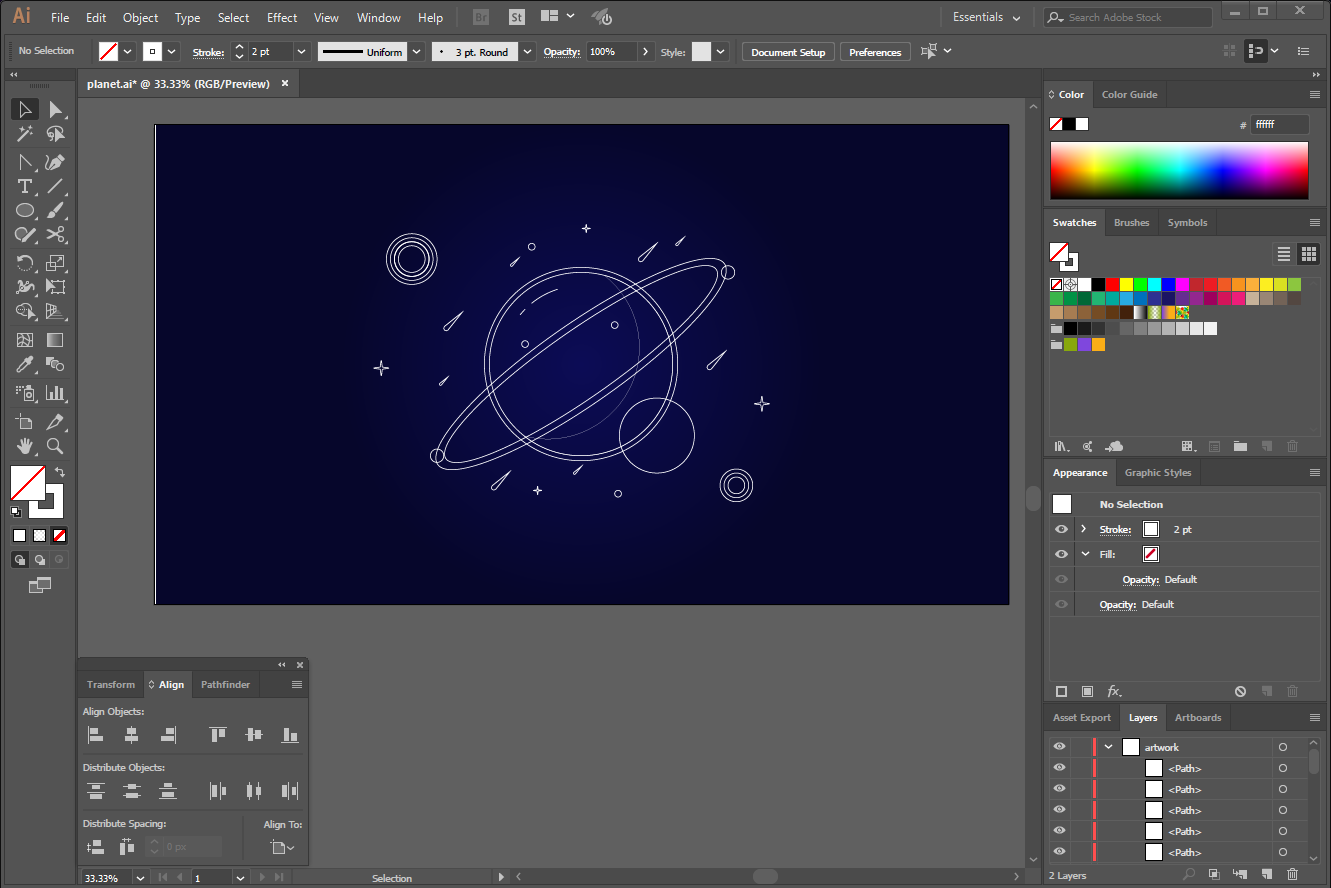 Ai File Edit Object Type Select Effect View Window Help Br St Essentials Search Adobe Stock
No Selection Stroke: 2 pt Uniform 3 pt. Round Opacity: 100% Style: Document Setup Preferences
planet.ai* @ 33.33% (RGB/Preview)
Color Color Guide
# ffffff
Swatches Brushes Symbols
Appearance Graphic Styles
No Selection
Stroke: 2 pt
Fill:
Opacity: Default
Opacity: Default
fx
Asset Export Layers Artboards
artwork
<Path>
<Path>
<Path>
<Path>
<Path>
2 Layers
Transform Align Pathfinder
Align Objects:
Distribute Objects:
Distribute Spacing: Align To:
0 px
33.33% 1 Selection